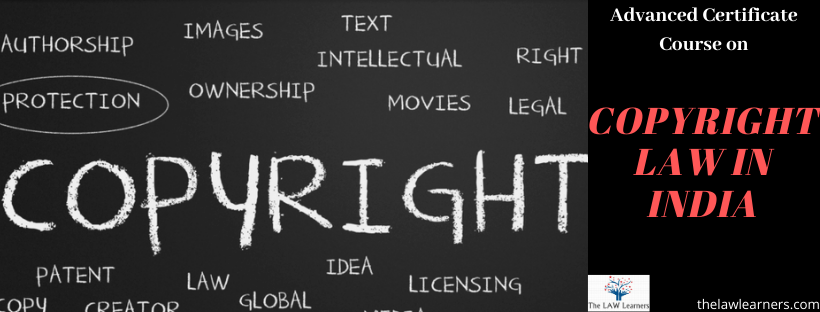 AUTHORSHIP
IMAGES
TEXT
INTELLECTUAL
RIGHT
PROTECTION
OWNERSHIP
MOVIES
LEGAL
COPYRIGHT
PATENT
LAW
IDEA
LICENSING
COPY
CREATOR
GLOBAL
MEDIA
Advanced Certificate
Course on
COPYRIGHT
LAW IN
INDIA
The LAW Learners
thelawlearners.com